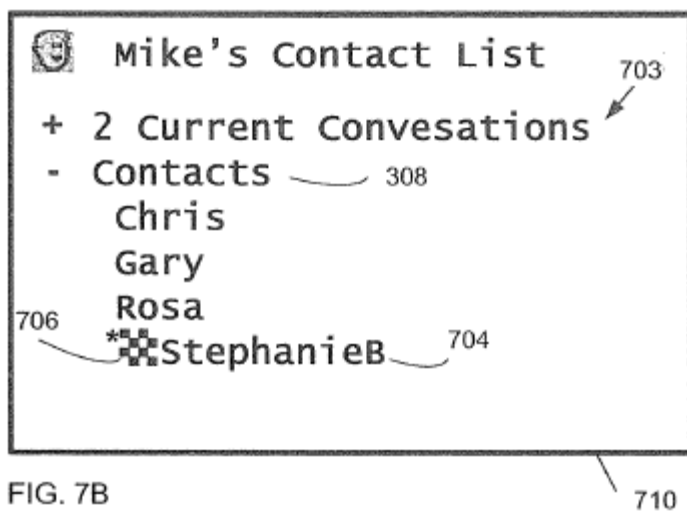 Mike's Contact List
703
+ 2 Current Convesations
- Contacts 308
Chris
Gary
Rosa
706
*StephanieB 704
FIG. 7B
710